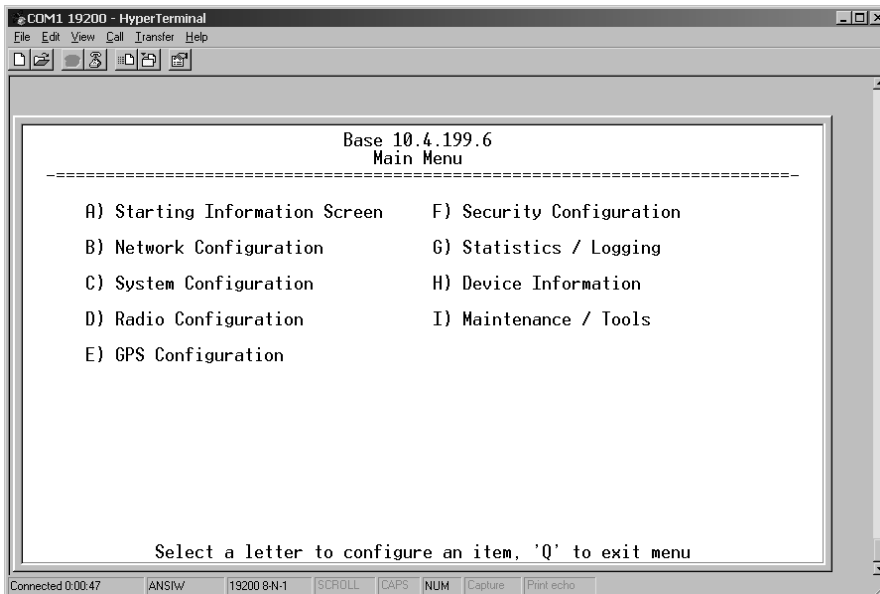 COM1 19200 - HyperTerminal
File Edit View Call Transfer Help
Base 10.4.199.6
Main Menu
-==========================================================================-
A) Starting Information Screen F) Security Configuration
B) Network Configuration G) Statistics / Logging
C) System Configuration H) Device Information
D) Radio Configuration I) Maintenance / Tools
E) GPS Configuration
Select a letter to configure an item, 'Q' to exit menu
Connected 0:00:47 ANSIW 19200 8-N-1 SCROLL CAPS NUM Capture Print echo